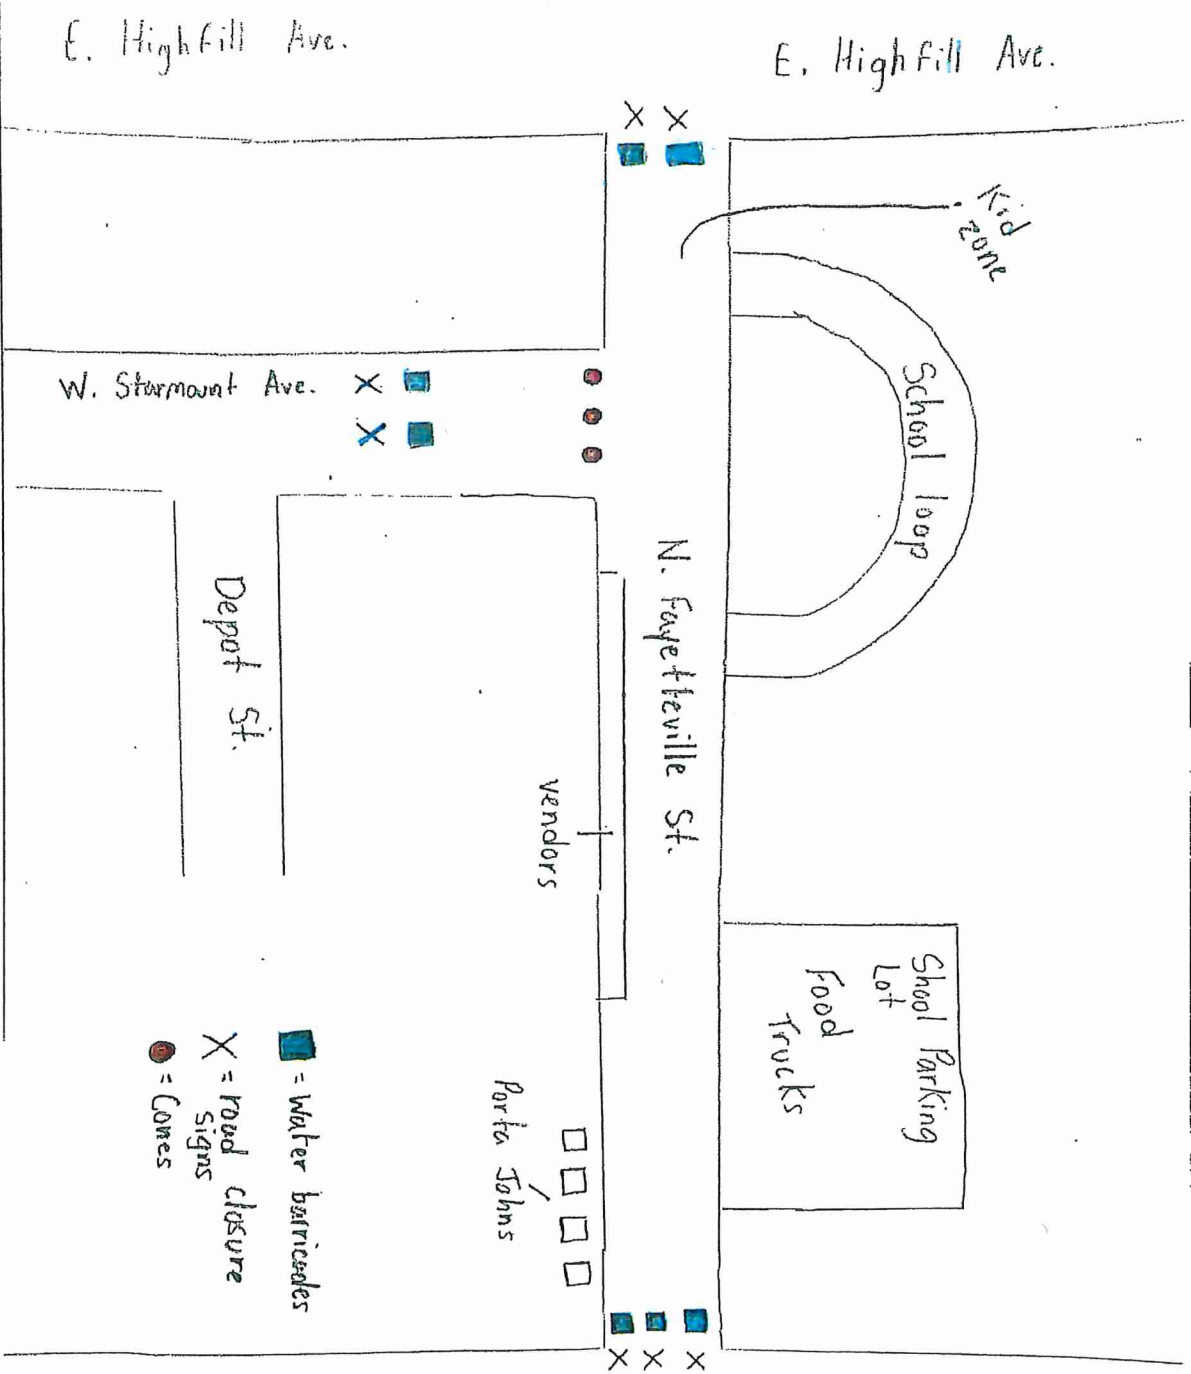 E. Highfill Ave.
E. Highfill Ave.
X X
Kid
zone
W. Starmount Ave. X
X
School loop
N. Fayetteville St.
Depot St.
vendors
Shool Parking
Lot
Food
Trucks
Porta Johns
= Water barricades
X = road closure
signs
= Cones
X X X